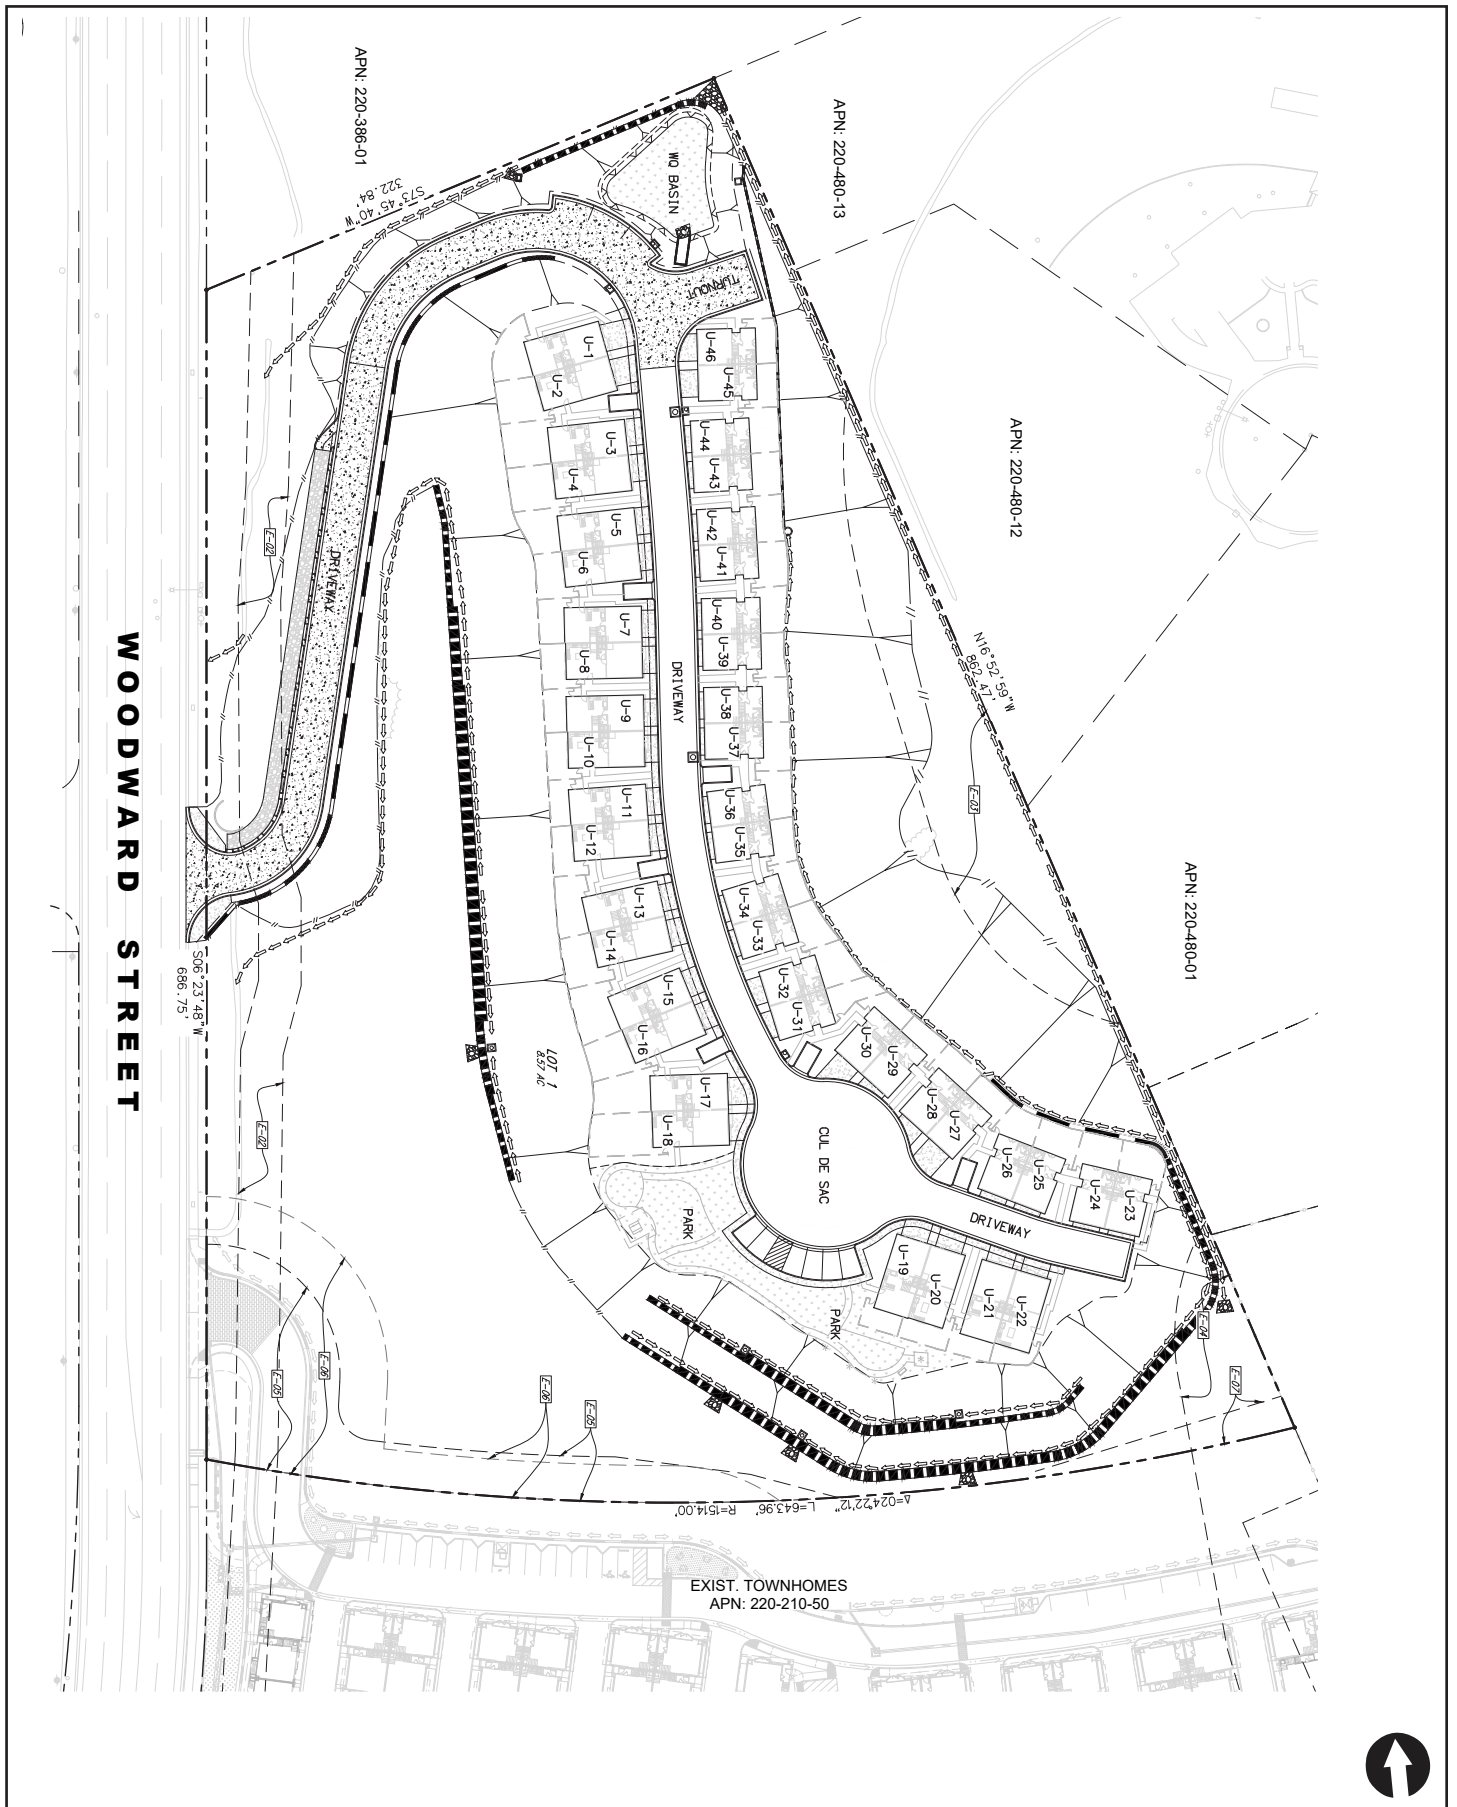 APN: 220-386-01
APN: 220-480-13
APN: 220-480-12
APN: 220-480-01
S73°45'40"W
322.84'
WQ BASIN
TURNOUT
N16°52'59"W
862.47'
E-03
E-02
DRIVEWAY
DRIVEWAY
WOODWARD STREET
S06°23'48"W
686.75'
E-02
U-1
U-2
U-3
U-4
U-5
U-6
U-7
U-8
U-9
U-10
U-11
U-12
U-13
U-14
U-15
U-16
U-17
U-18
U-46
U-45
U-44
U-43
U-42
U-41
U-40
U-39
U-38
U-37
U-36
U-35
U-34
U-33
U-32
U-31
U-30
U-29
U-28
U-27
U-26
U-25
U-24
U-23
U-19
U-20
U-21
U-22
LOT 1
8.57 AC
CUL DE SAC
DRIVEWAY
PARK
PARK
E-04
E-07
E-05
E-06
E-06
E-05
Δ=024°22'12" L=643.96' R=1514.00'
EXIST. TOWNHOMES
APN: 220-210-50